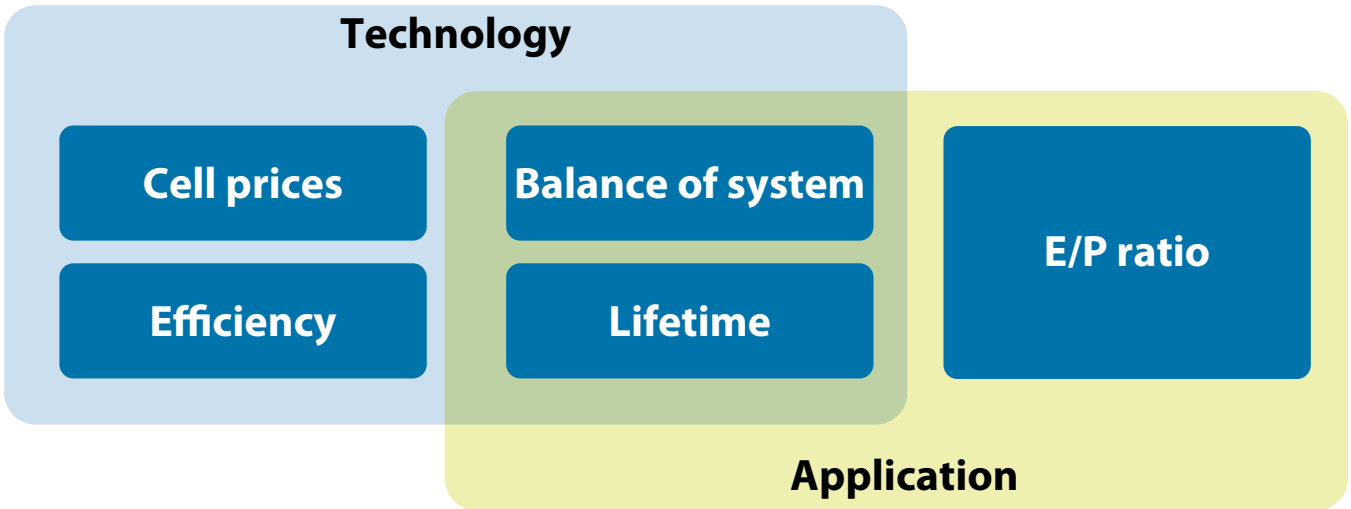 Technology
Cell prices
Balance of system
E/P ratio
Efficiency
Lifetime
Application